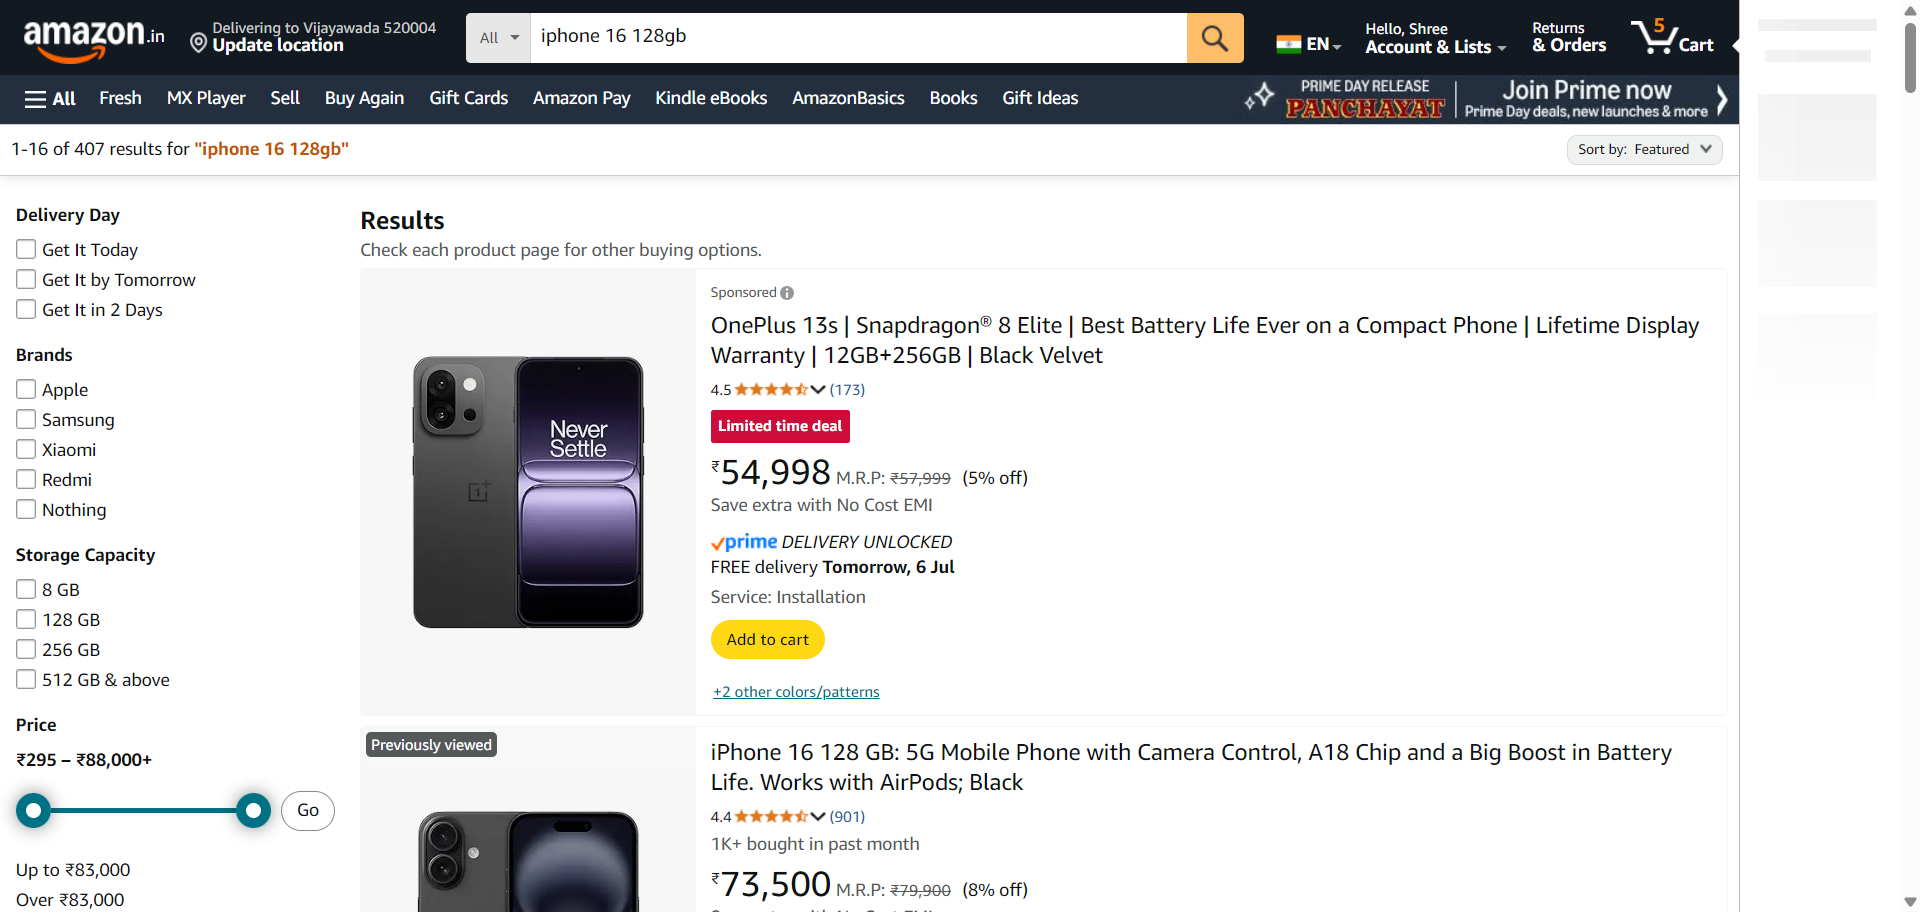 amazon.in
Delivering to Vijayawada 520004
Update location
All
iphone 16 128gb
EN
Hello, Shree
Account & Lists
Returns
& Orders
5
Cart
All
Fresh
MX Player
Sell
Buy Again
Gift Cards
Amazon Pay
Kindle eBooks
AmazonBasics
Books
Gift Ideas
PRIME DAY RELEASE
PANCHAYAT
Join Prime now
Prime Day deals, new launches & more
1-16 of 407 results for "iphone 16 128gb"
Sort by: Featured
Delivery Day
Get It Today
Get It by Tomorrow
Get It in 2 Days
Brands
Apple
Samsung
Xiaomi
Redmi
Nothing
Storage Capacity
8 GB
128 GB
256 GB
512 GB & above
Price
₹295 – ₹88,000+
Go
Up to ₹83,000
Over ₹83,000
Results
Check each product page for other buying options.
Never
Settle
Sponsored
OnePlus 13s | Snapdragon® 8 Elite | Best Battery Life Ever on a Compact Phone | Lifetime Display
Warranty | 12GB+256GB | Black Velvet
4.5 (173)
Limited time deal
₹54,998 M.R.P: ₹57,999 (5% off)
Save extra with No Cost EMI
prime DELIVERY UNLOCKED
FREE delivery Tomorrow, 6 Jul
Service: Installation
Add to cart
+2 other colors/patterns
Previously viewed
iPhone 16 128 GB: 5G Mobile Phone with Camera Control, A18 Chip and a Big Boost in Battery
Life. Works with AirPods; Black
4.4 (901)
1K+ bought in past month
₹73,500 M.R.P: ₹79,900 (8% off)